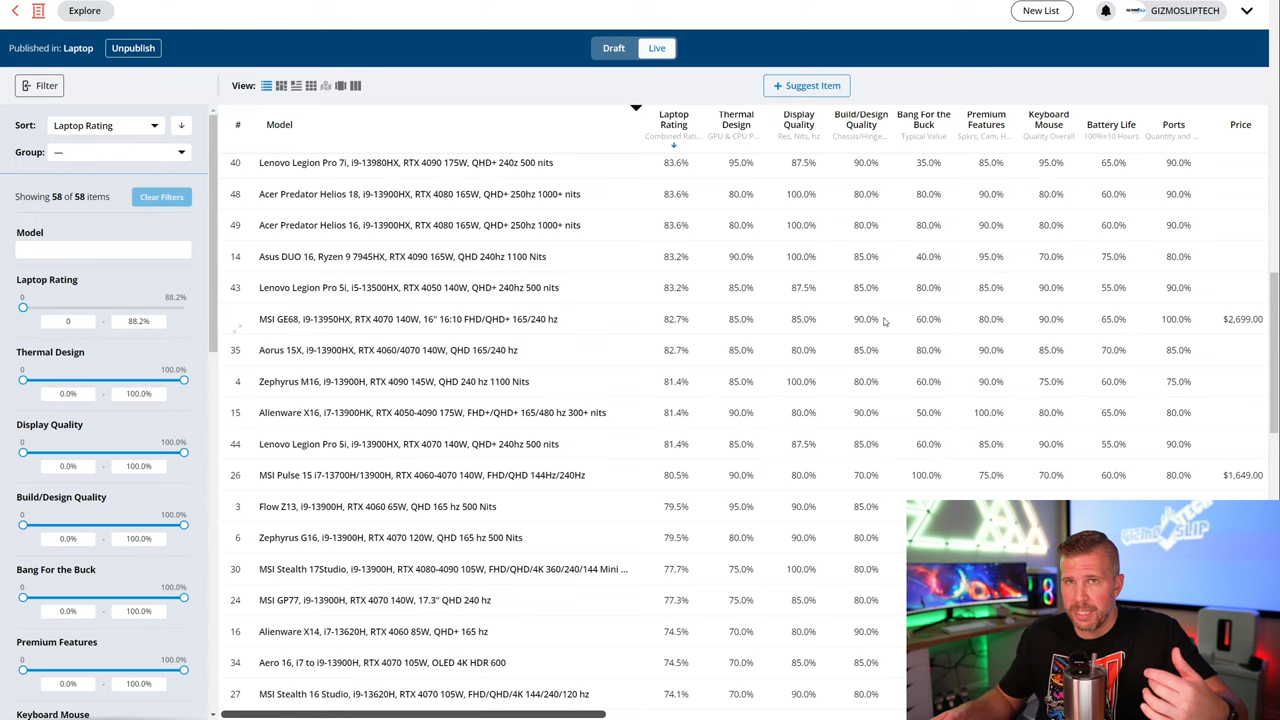 Explore
New List
GIZMOSLIPTECH
Published in: Laptop
Unpublish
Draft
Live
Filter
View:
+ Suggest Item
Sort:
Laptop Rating
Group:
—
Showing 58 of 58 items
Clear Filters
Model
Laptop Rating
0 88.2%
0 - 88.2%
Thermal Design
0 100.0%
0.0% - 100.0%
Display Quality
0 100.0%
0.0% - 100.0%
Build/Design Quality
0 100.0%
0.0% - 100.0%
Bang For the Buck
0 100.0%
0.0% - 100.0%
Premium Features
0 100.0%
0.0% - 100.0%
Keyboard Mouse
# Model Laptop Rating Thermal Design Display Quality Build/Design Quality Bang For the Buck Premium Features Keyboard Mouse Battery Life Ports Price
Combined Rati... GPU & CPU P... Res, Nits, hz Chassis/Hinge... Typical Value Spkrs, Cam, H... Quality Overall 100%=10 Hours Quantity and ...
40 Lenovo Legion Pro 7i, i9-13980HX, RTX 4090 175W, QHD+ 240z 500 nits 83.6% 95.0% 87.5% 90.0% 35.0% 85.0% 95.0% 65.0% 90.0%
48 Acer Predator Helios 18, i9-13900HX, RTX 4080 165W, QHD+ 250hz 1000+ nits 83.6% 80.0% 100.0% 85.0% 80.0% 90.0% 80.0% 60.0% 90.0%
49 Acer Predator Helios 16, i9-13900HX, RTX 4080 165W, QHD+ 250hz 1000+ nits 83.6% 80.0% 100.0% 85.0% 80.0% 90.0% 80.0% 60.0% 90.0%
14 Asus DUO 16, Ryzen 9 7945HX, RTX 4090 165W, QHD 240hz 1100 Nits 83.2% 90.0% 100.0% 85.0% 40.0% 95.0% 70.0% 75.0% 80.0%
43 Lenovo Legion Pro 5i, i5-13500HX, RTX 4050 140W, QHD+ 240hz 500 nits 83.2% 85.0% 87.5% 85.0% 80.0% 85.0% 90.0% 55.0% 90.0%
MSI GE68, i9-13950HX, RTX 4070 140W, 16" 16:10 FHD/QHD+ 165/240 hz 82.7% 85.0% 85.0% 90.0% 60.0% 80.0% 90.0% 65.0% 100.0% $2,699.00
35 Aorus 15X, i9-13900HX, RTX 4060/4070 140W, QHD 165/240 hz 82.7% 85.0% 80.0% 85.0% 80.0% 90.0% 85.0% 70.0% 85.0%
4 Zephyrus M16, i9-13900H, RTX 4090 145W, QHD 240 hz 1100 Nits 81.4% 85.0% 100.0% 80.0% 60.0% 90.0% 75.0% 60.0% 75.0%
15 Alienware X16, i7-13900HK, RTX 4050-4090 175W, FHD+/QHD+ 165/480 hz 300+ nits 81.4% 90.0% 80.0% 90.0% 50.0% 100.0% 80.0% 65.0% 80.0%
44 Lenovo Legion Pro 5i, i9-13900HX, RTX 4070 140W, QHD+ 240hz 500 nits 81.4% 85.0% 87.5% 85.0% 60.0% 85.0% 90.0% 55.0% 90.0%
26 MSI Pulse 15 i7-13700H/13900H, RTX 4060-4070 140W, FHD/QHD 144Hz/240Hz 80.5% 90.0% 80.0% 70.0% 100.0% 75.0% 70.0% 60.0% 80.0% $1,649.00
3 Flow Z13, i9-13900H, RTX 4060 65W, QHD 165 hz 500 Nits 79.5% 95.0% 90.0% 85.0%
6 Zephyrus G16, i9-13900H, RTX 4070 120W, QHD 165 hz 500 Nits 79.5% 80.0% 90.0% 80.0%
30 MSI Stealth 17Studio, i9-13900H, RTX 4080-4090 105W, FHD/QHD/4K 360/240/144 Mini ... 77.7% 75.0% 100.0% 80.0%
24 MSI GP77, i9-13900H, RTX 4070 140W, 17.3" QHD 240 hz 77.3% 75.0% 85.0% 80.0%
16 Alienware X14, i7-13620H, RTX 4060 85W, QHD+ 165 hz 74.5% 70.0% 80.0% 90.0%
34 Aero 16, i7 to i9-13900H, RTX 4070 105W, OLED 4K HDR 600 74.5% 70.0% 85.0% 85.0%
27 MSI Stealth 16 Studio, i9-13620H, RTX 4070 105W, FHD/QHD/4K 144/240/120 hz 74.1% 70.0% 90.0% 80.0%
GIZMO SLIP
TECH